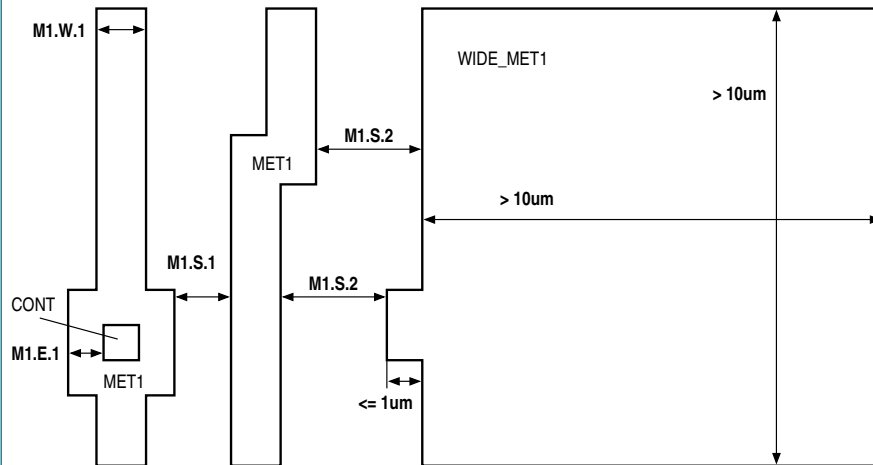 M1.W.1
WIDE_MET1
> 10um
M1.S.2
MET1
> 10um
M1.S.1
M1.S.2
CONT
M1.E.1
MET1
<= 1um